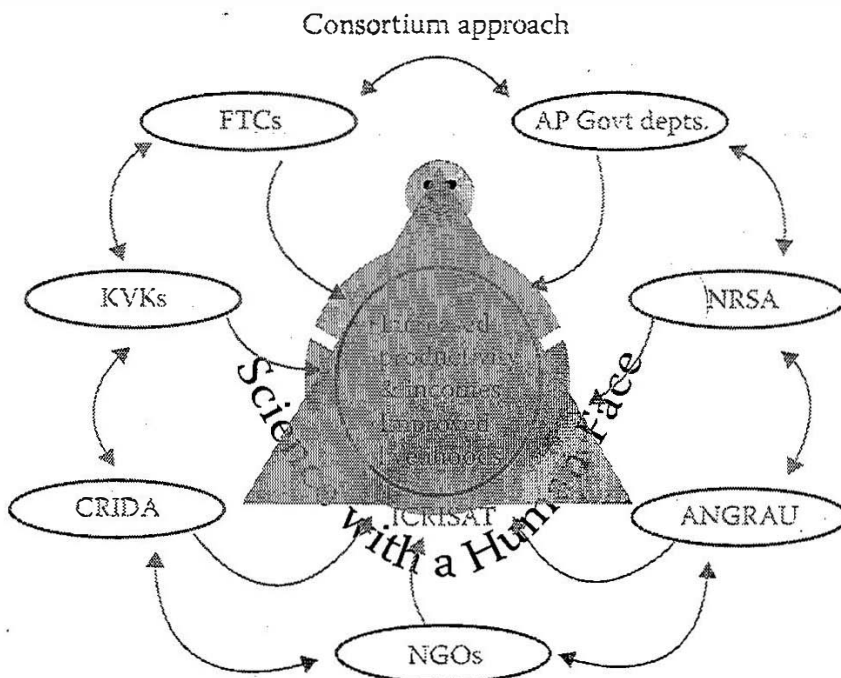 Consortium approach
FTCs
AP Govt depts.
KVKs
NRSA
Increased
productivity
& incomes
Improved
livelihoods
Science with a Human Face
CRIDA
ICRISAT
ANGRAU
NGOs